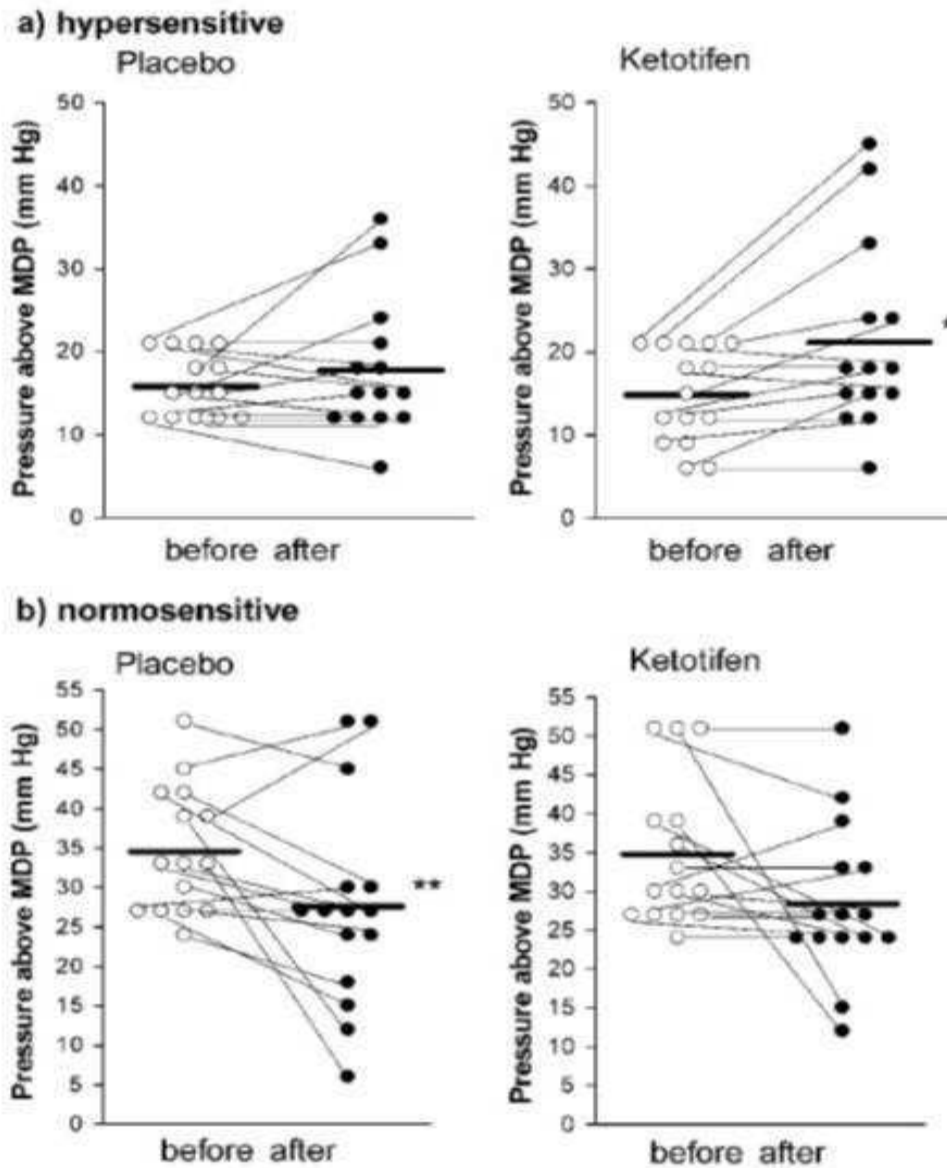 a) hypersensitive
Placebo
Ketotifen
Pressure above MDP (mm Hg)
50
40
30
20
10
0
before after
Pressure above MDP (mm Hg)
50
40
30
20
10
0
*
before after
b) normosensitive
Placebo
Ketotifen
Pressure above MDP (mm Hg)
55
50
45
40
35
30
25
20
15
10
5
0
**
before after
Pressure above MDP (mm Hg)
55
50
45
40
35
30
25
20
15
10
5
0
before after